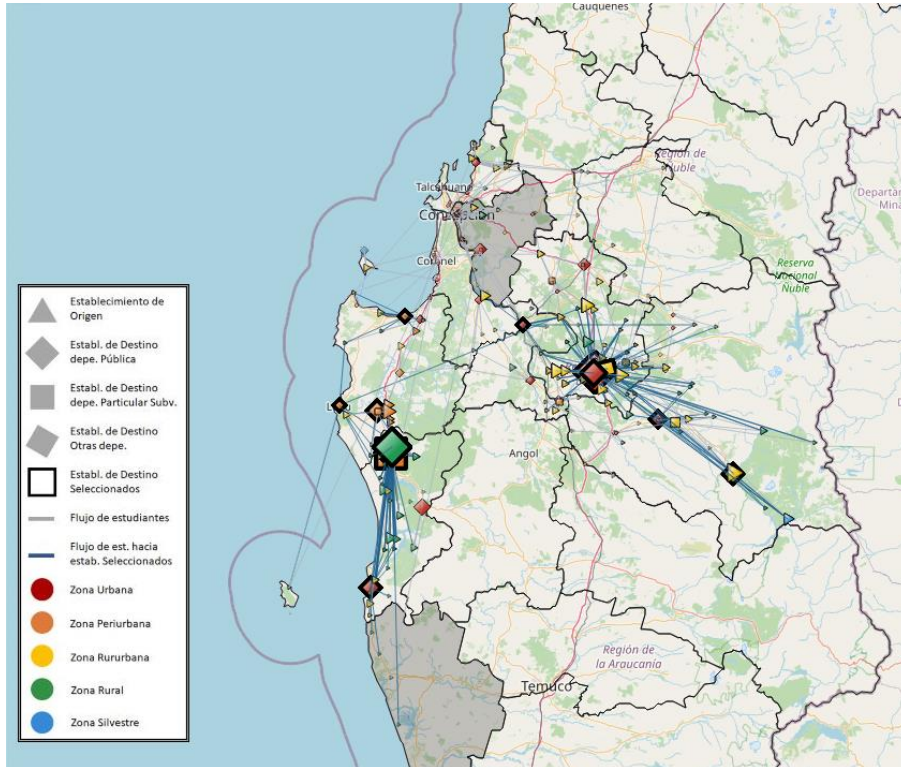 Cauquenes
Región de
Ñuble
Talcahuano
Concepción
Coronel
Reserva
Nacional
Ñuble
Angol
Región de
la Araucanía
Temuco
Establecimiento de
Origen
Establ. de Destino
depe. Pública
Establ. de Destino
depe. Particular Subv.
Establ. de Destino
Otras depe.
Establ. de Destino
Seleccionados
Flujo de estudiantes
Flujo de est. hacia
estab. Seleccionados
Zona Urbana
Zona Periurbana
Zona Rururbana
Zona Rural
Zona Silvestre